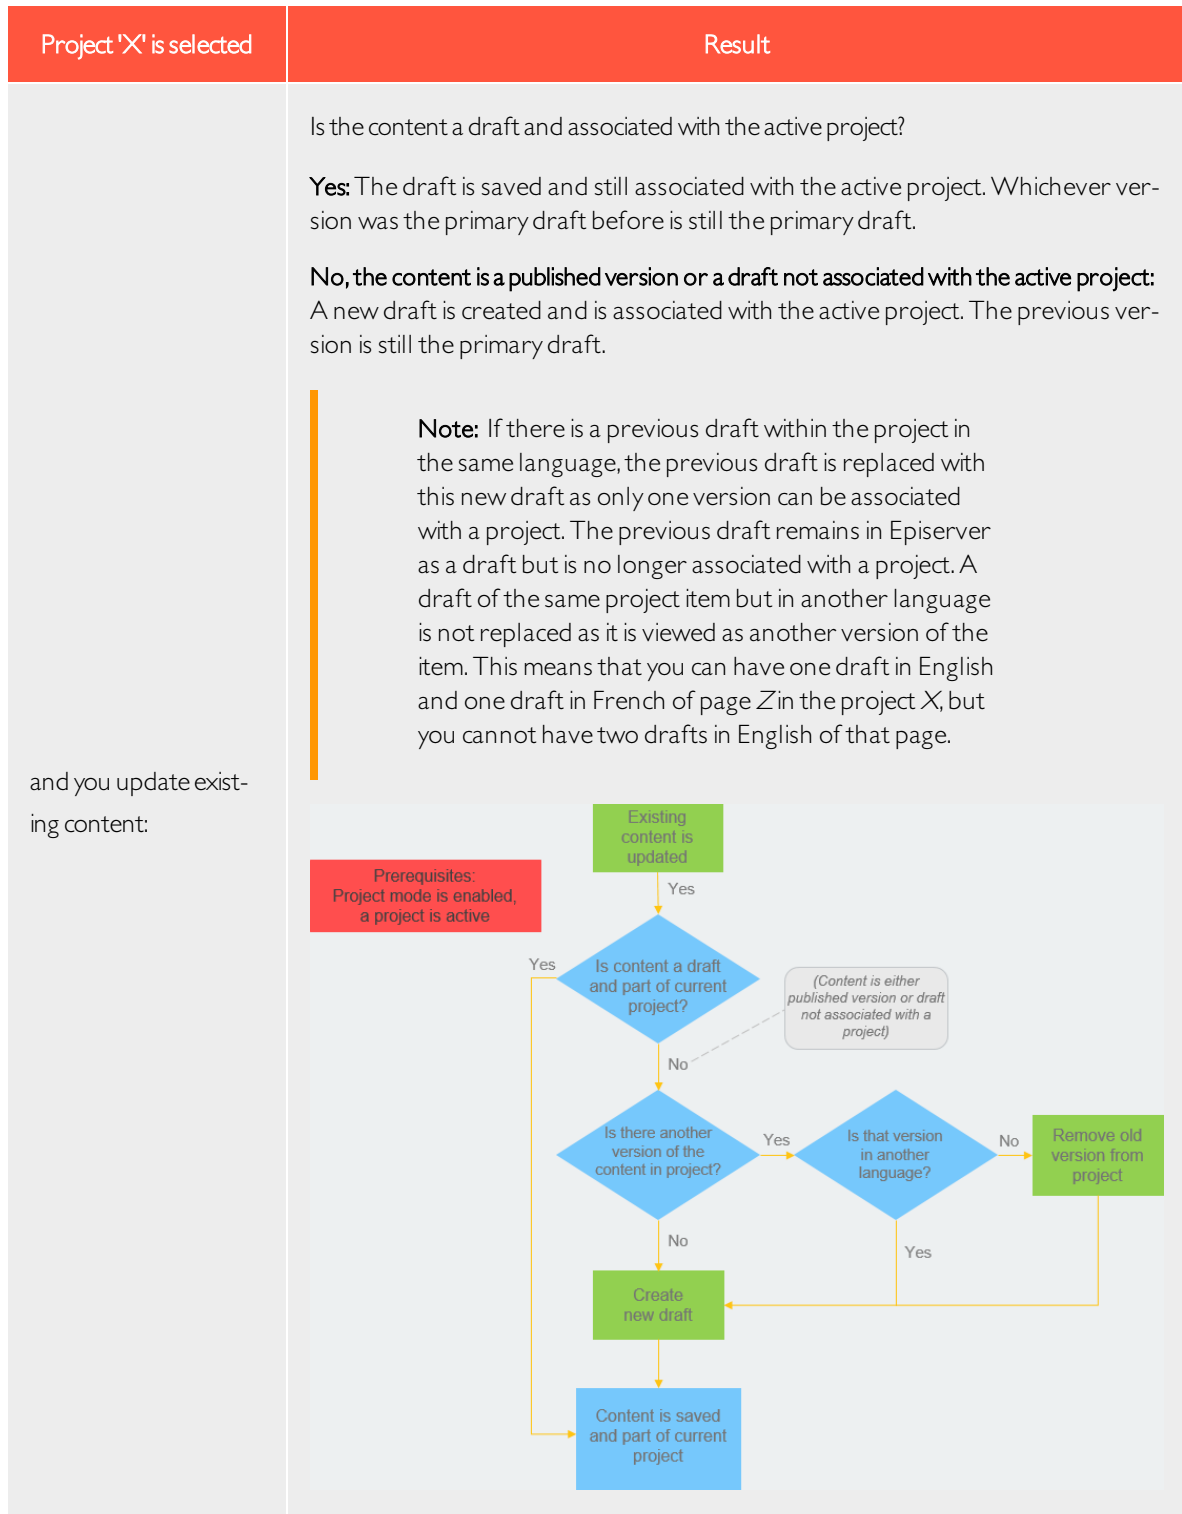 Project 'X' is selected
Result
and you update exist-
ing content:
Is the content a draft and associated with the active project?
Yes: The draft is saved and still associated with the active project. Whichever ver-
sion was the primary draft before is still the primary draft.
No, the content is a published version or a draft not associated with the active project:
A new draft is created and is associated with the active project. The previous ver-
sion is still the primary draft.
Note: If there is a previous draft within the project in
the same language, the previous draft is replaced with
this new draft as only one version can be associated
with a project. The previous draft remains in Episerver
as a draft but is no longer associated with a project. A
draft of the same project item but in another language
is not replaced as it is viewed as another version of the
item. This means that you can have one draft in English
and one draft in French of page Z in the project X, but
you cannot have two drafts in English of that page.
Existing
content is
updated
Prerequisites:
Project mode is enabled,
a project is active
Yes
Yes
Is content a draft
and part of current
project?
(Content is either
published version or draft
not associated with a
project)
No
Is there another
version of the
content in project?
Yes
Is that version
in another
language?
No
Remove old
version from
project
No
Yes
Create
new draft
Content is saved
and part of current
project